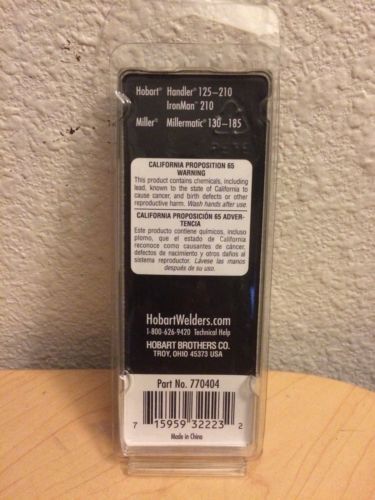 Hobart® Handler® 125–210
IronMan™ 210
Miller® Millermatic® 130–185
CALIFORNIA PROPOSITION 65
WARNING
This product contains chemicals, including
lead, known to the state of California to
cause cancer, and birth defects or other
reproductive harm. Wash hands after use.
CALIFORNIA PROPOSICIÓN 65 ADVER-
TENCIA
Este producto contiene químicos, incluso
plomo, que el estado de California
reconoce como causantes de cáncer,
defectos de nacimiento y otros daños al
sistema reproductor. Lávese las manos
después de su uso.
HobartWelders.com
1-800-626-9420 Technical Help
HOBART BROTHERS CO.
TROY, OHIO 45373 USA
Part No. 770404
7 15959 32223 2
Made in China